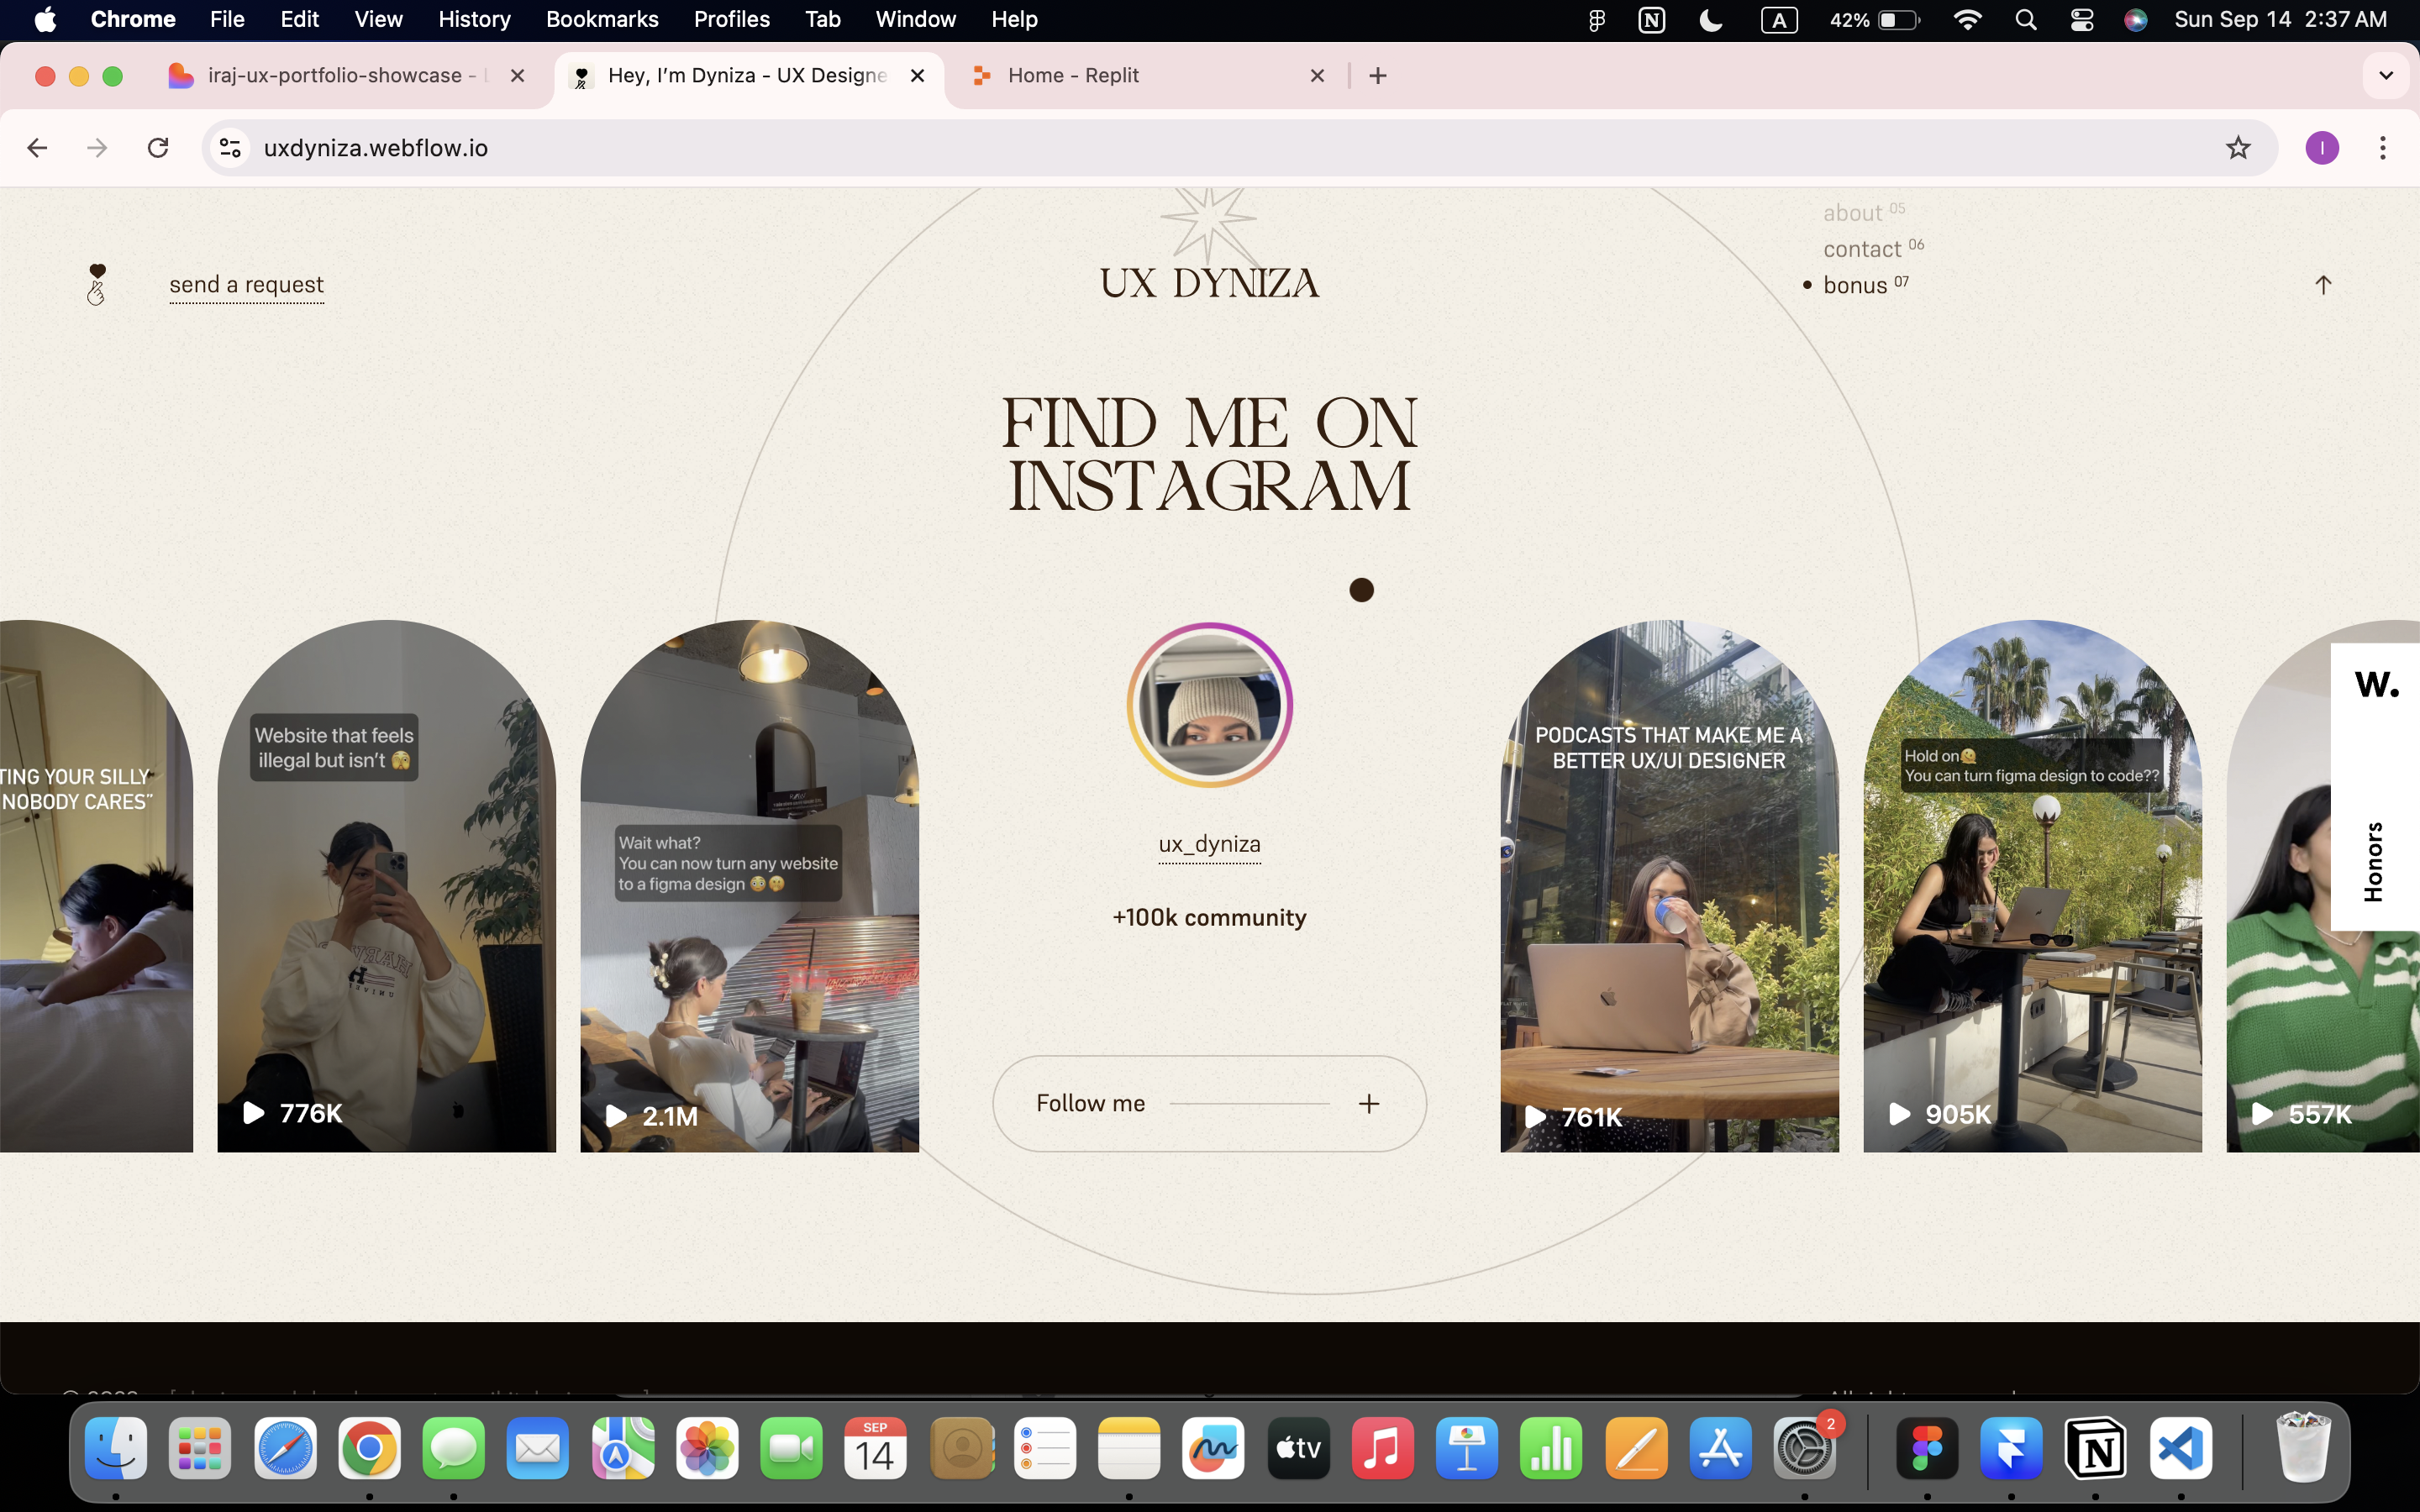 Chrome File Edit View History Bookmarks Profiles Tab Window Help
A 42% Sun Sep 14 2:37 AM
iraj-ux-portfolio-showcase -
Hey, I'm Dyniza - UX Designe
Home - Replit
uxdyniza.webflow.io
I
about 05
contact 06
send a request
UX DYNIZA
bonus 07
FIND ME ON
INSTAGRAM
TING YOUR SILLY
NOBODY CARES"
Website that feels
illegal but isn't 🫣
776K
Wait what?
You can now turn any website
to a figma design 😳🤫
2.1M
ux_dyniza
+100k community
Follow me
PODCASTS THAT MAKE ME A
BETTER UX/UI DESIGNER
761K
Hold on🫠
You can turn figma design to code??
905K
557K
W.
Honors
SEP
14
tv
2